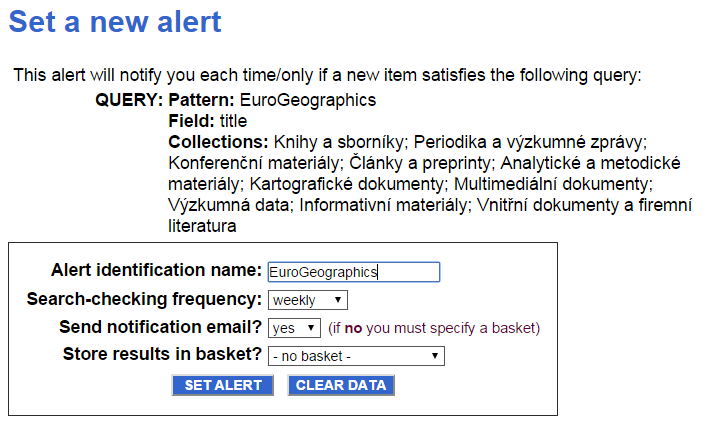 Set a new alert
This alert will notify you each time/only if a new item satisfies the following query:
QUERY: Pattern: EuroGeographics
Field: title
Collections: Knihy a sborníky; Periodika a výzkumné zprávy;
Konferenční materiály; Články a preprinty; Analytické a metodické
materiály; Kartografické dokumenty; Multimediální dokumenty;
Výzkumná data; Informativní materiály; Vnitřní dokumenty a firemní
literatura
Alert identification name: EuroGeographics
Search-checking frequency: weekly
Send notification email? yes (if no you must specify a basket)
Store results in basket? - no basket -
SET ALERT CLEAR DATA